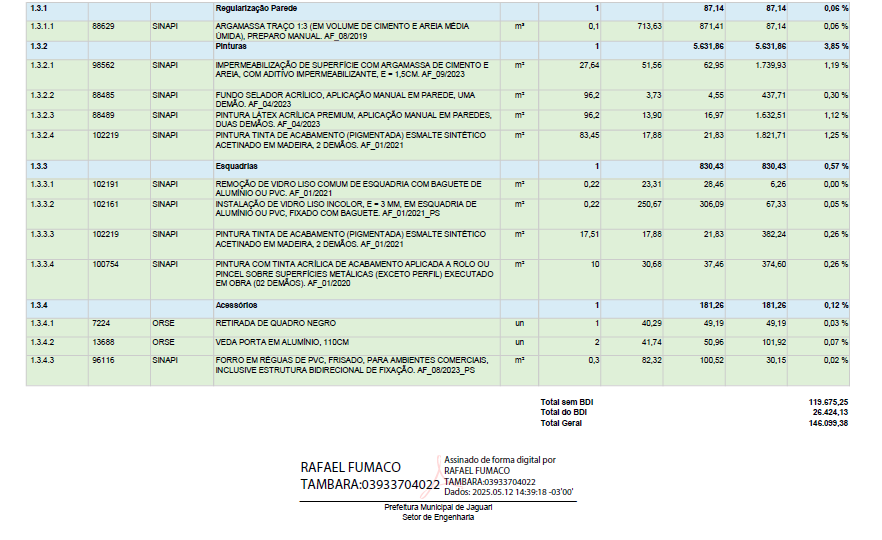 1.3.1 Regularização Parede 1 87,14 87,14 0,06 %
1.3.1.1 88629 SINAPI ARGAMASSA TRAÇO 1:3 (EM VOLUME DE CIMENTO E AREIA MÉDIA m³ 0,1 713,63 871,41 87,14 0,06 %
ÚMIDA), PREPARO MANUAL. AF_08/2019
1.3.2 Pinturas 1 5.631,86 5.631,86 3,85 %
1.3.2.1 98562 SINAPI IMPERMEABILIZAÇÃO DE SUPERFÍCIE COM ARGAMASSA DE CIMENTO E m² 27,64 51,56 62,95 1.739,93 1,19 %
AREIA, COM ADITIVO IMPERMEABILIZANTE, E = 1,5CM. AF_09/2023
1.3.2.2 88485 SINAPI FUNDO SELADOR ACRÍLICO, APLICAÇÃO MANUAL EM PAREDE, UMA m² 96,2 3,73 4,55 437,71 0,30 %
DEMÃO. AF_04/2023
1.3.2.3 88489 SINAPI PINTURA LÁTEX ACRÍLICA PREMIUM, APLICAÇÃO MANUAL EM PAREDES, m² 96,2 13,90 16,97 1.632,51 1,12 %
DUAS DEMÃOS. AF_04/2023
1.3.2.4 102219 SINAPI PINTURA TINTA DE ACABAMENTO (PIGMENTADA) ESMALTE SINTÉTICO m² 83,45 17,88 21,83 1.821,71 1,25 %
ACETINADO EM MADEIRA, 2 DEMÃOS. AF_01/2021
1.3.3 Esquadrias 1 830,43 830,43 0,57 %
1.3.3.1 102191 SINAPI REMOÇÃO DE VIDRO LISO COMUM DE ESQUADRIA COM BAGUETE DE m² 0,22 23,31 28,46 6,26 0,00 %
ALUMÍNIO OU PVC. AF_01/2021
1.3.3.2 102161 SINAPI INSTALAÇÃO DE VIDRO LISO INCOLOR, E = 3 MM, EM ESQUADRIA DE m² 0,22 250,67 306,09 67,33 0,05 %
ALUMÍNIO OU PVC, FIXADO COM BAGUETE. AF_01/2021_PS
1.3.3.3 102219 SINAPI PINTURA TINTA DE ACABAMENTO (PIGMENTADA) ESMALTE SINTÉTICO m² 17,51 17,88 21,83 382,24 0,26 %
ACETINADO EM MADEIRA, 2 DEMÃOS. AF_01/2021
1.3.3.4 100754 SINAPI PINTURA COM TINTA ACRÍLICA DE ACABAMENTO APLICADA A ROLO OU m² 10 30,68 37,46 374,60 0,26 %
PINCEL SOBRE SUPERFÍCIES METÁLICAS (EXCETO PERFIL) EXECUTADO
EM OBRA (02 DEMÃOS). AF_01/2020
1.3.4 Acessórios 1 181,26 181,26 0,12 %
1.3.4.1 7224 ORSE RETIRADA DE QUADRO NEGRO un 1 40,29 49,19 49,19 0,03 %
1.3.4.2 13688 ORSE VEDA PORTA EM ALUMÍNIO, 110CM un 2 41,74 50,96 101,92 0,07 %
1.3.4.3 96116 SINAPI FORRO EM RÉGUAS DE PVC, FRISADO, PARA AMBIENTES COMERCIAIS, m² 0,3 82,32 100,52 30,15 0,02 %
INCLUSIVE ESTRUTURA BIDIRECIONAL DE FIXAÇÃO. AF_08/2023_PS
Total sem BDI 119.675,25
Total do BDI 26.424,13
Total Geral 146.099,38
RAFAEL FUMACO
TAMBARA:03933704022
Assinado de forma digital por
RAFAEL FUMACO
TAMBARA:03933704022
Dados: 2025.05.12 14:39:18 -03'00'
Prefeitura Municipal de Jaguari
Setor de Engenharia